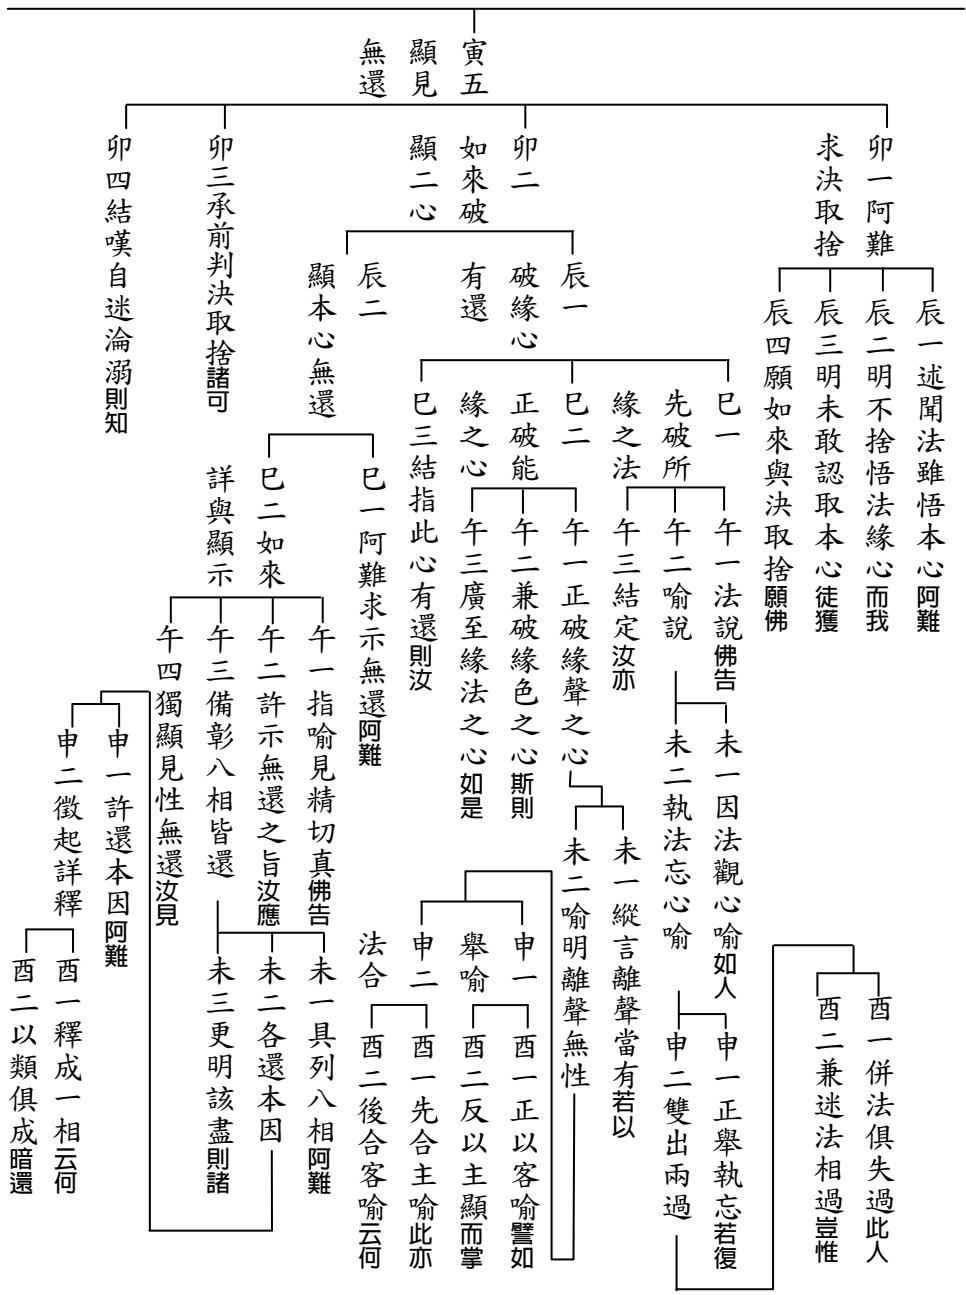 寅五
顯見
無還
卯一阿難
求決取捨
辰一述聞法雖悟本心阿難
辰二明不捨悟法緣心而我
辰三明未敢認取本心徒獲
辰四願如來與決取捨願佛
卯二
如來破
顯二心
辰一
破緣心
有還
巳一
先破所
緣之法
午一法說佛告
午二喻說
未一因法觀心喻如人
未二執法忘心喻
申一正舉執忘若復
申二雙出兩過
酉一併法俱失過此人
酉二兼迷法相過豈惟
午三結定汝亦
巳二
正破能
緣之心
午一正破緣聲之心
未一縱言離聲當有若以
未二喻明離聲無性
申一
舉喻
酉一正以客喻譬如
酉二反以主顯而掌
申二
法合
酉一先合主喻此亦
酉二後合客喻云何
午二兼破緣色之心斯則
午三廣至緣法之心如是
巳三結指此心有還則汝
辰二
顯本心無還
巳一阿難求示無還阿難
巳二如來
詳與顯示
午一指喻見精切真佛告
午二許示無還之旨汝應
午三備彰八相皆還
未一具列八相阿難
未二各還本因
申一許還本因阿難
申二徵起詳釋
酉一釋成一相云何
酉二以類俱成暗還
未三更明該盡則諸
午四獨顯見性無還汝見
卯三承前判決取捨諸可
卯四結嘆自迷淪溺則知